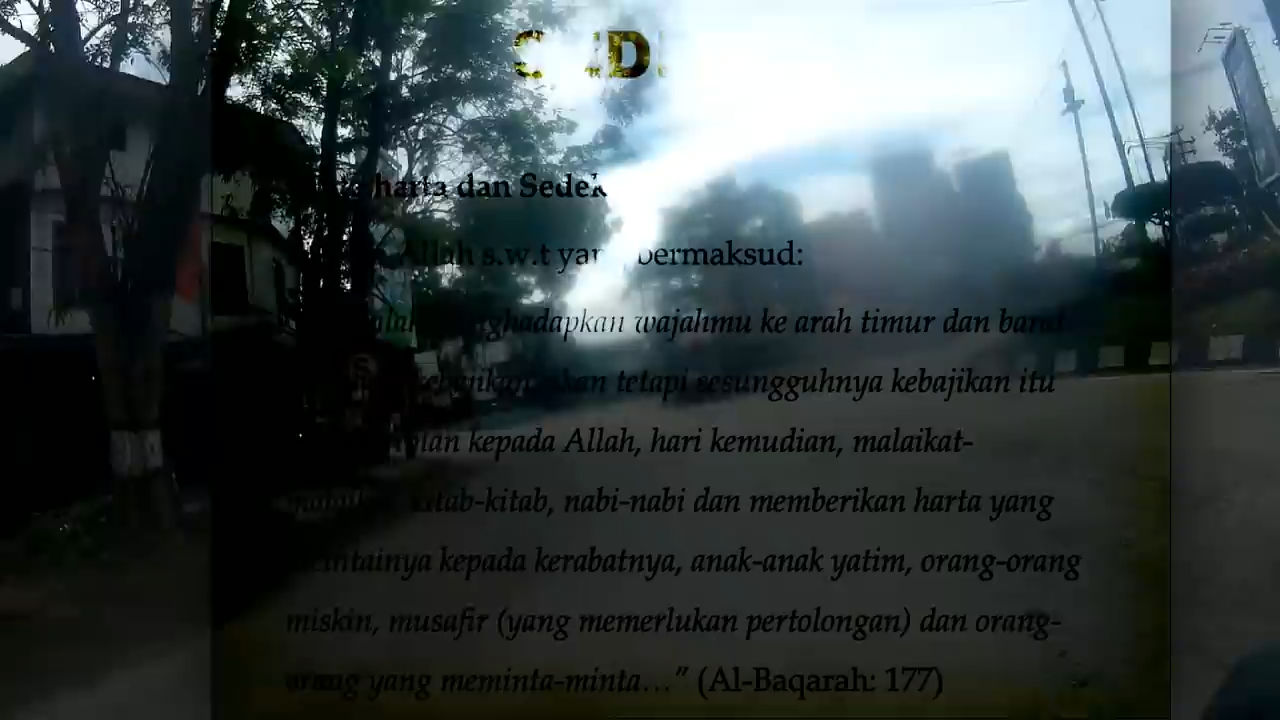 harta dan Sedek
Allah s.w.t yang bermaksud:
menghadapkan wajahmu ke arah timur dan barat
kebajikan, akan tetapi sesungguhnya kebajikan itu
kepada Allah, hari kemudian, malaikat-
malaikat, kitab-kitab, nabi-nabi dan memberikan harta yang
dicintainya kepada kerabatnya, anak-anak yatim, orang-orang
miskin, musafir (yang memerlukan pertolongan) dan orang-
orang yang meminta-minta…” (Al-Baqarah: 177)